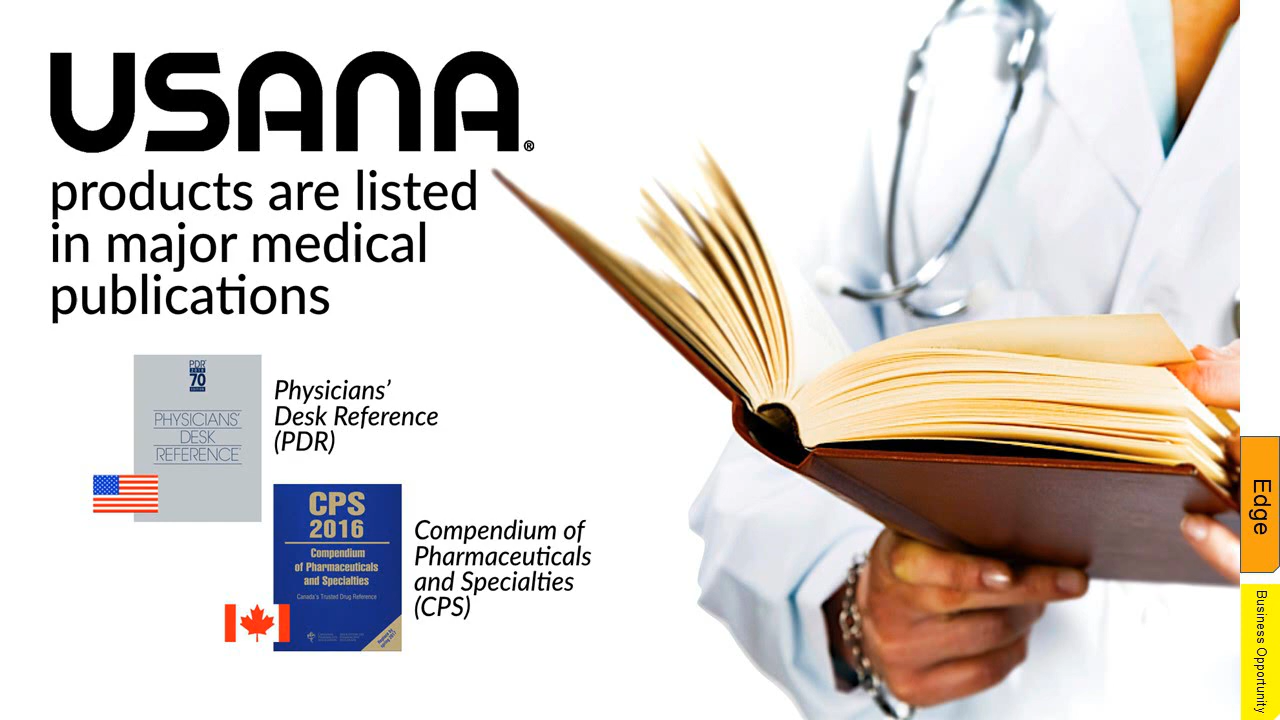 USANA®
products are listed
in major medical
publications
PDR
70
PHYSICIANS'
DESK
REFERENCE
Physicians'
Desk Reference
(PDR)
CPS
2016
Compendium
of Pharmaceuticals
and Specialties
Canada's Trusted Drug Reference
Compendium of
Pharmaceuticals
and Specialties
(CPS)
Edge
Business Opportunity